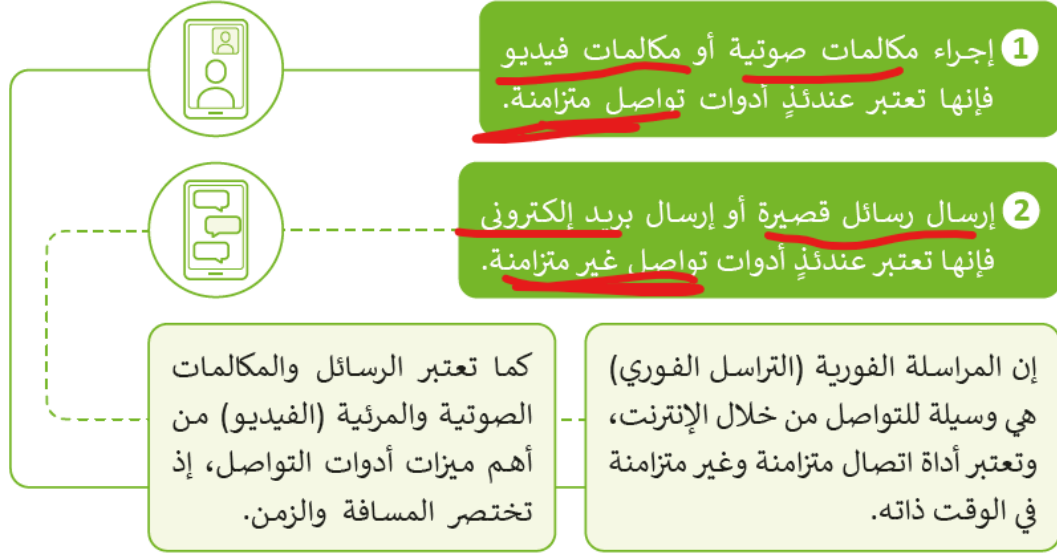 1 إجراء مكالمات صوتية أو مكالمات فيديو
فإنها تعتبر عندئذٍ أدوات تواصل متزامنة.
2 إرسال رسائل قصيرة أو إرسال بريد إلكتروني
فإنها تعتبر عندئذٍ أدوات تواصل غير متزامنة.
إن المراسلة الفورية (التراسل الفوري)
هي وسيلة للتواصل من خلال الإنترنت،
وتعتبر أداة اتصال متزامنة وغير متزامنة
في الوقت ذاته.
كما تعتبر الرسائل والمكالمات
الصوتية والمرئية (الفيديو) من
أهم ميزات أدوات التواصل، إذ
تختصر المسافة والزمن.